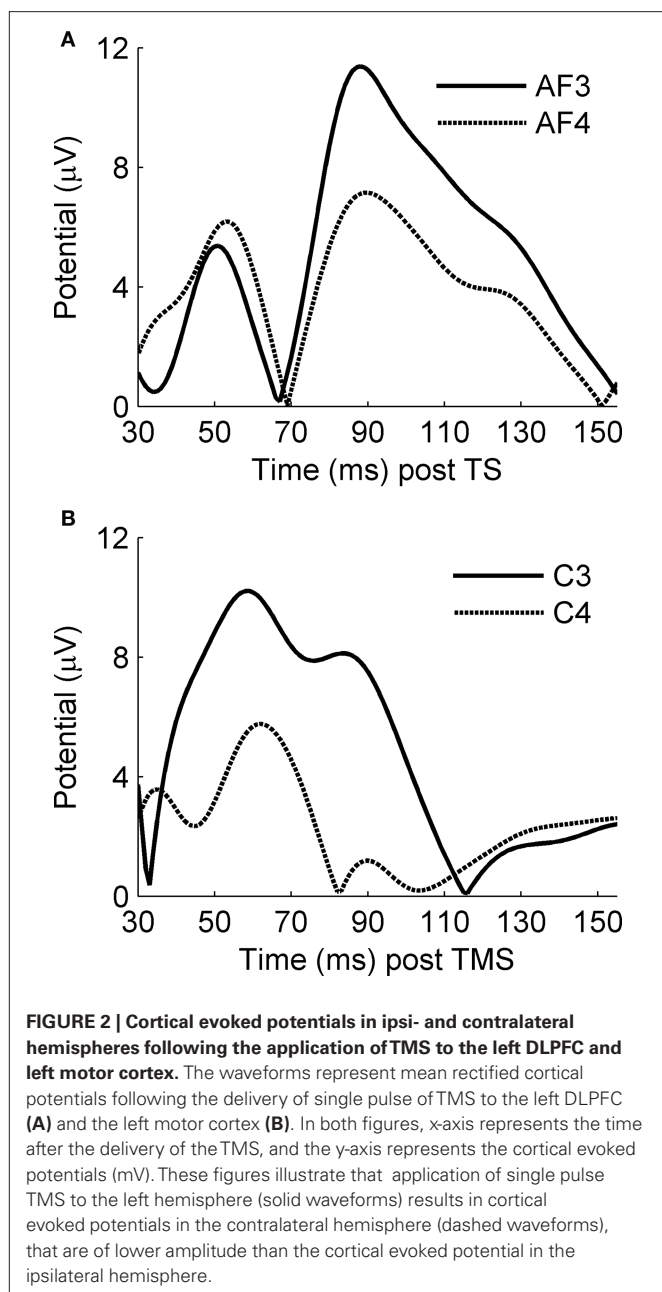 A
12
8
4
0
Potential (μV)
AF3
AF4
30 50 70 90 110 130 150
Time (ms) post TS
B
12
8
4
0
Potential (μV)
C3
C4
30 50 70 90 110 130 150
Time (ms) post TMS
FIGURE 2 | Cortical evoked potentials in ipsi- and contralateral
hemispheres following the application of TMS to the left DLPFC and
left motor cortex. The waveforms represent mean rectified cortical
potentials following the delivery of single pulse of TMS to the left DLPFC
(A) and the left motor cortex (B). In both figures, x-axis represents the time
after the delivery of the TMS, and the y-axis represents the cortical evoked
potentials (mV). These figures illustrate that application of single pulse
TMS to the left hemisphere (solid waveforms) results in cortical
evoked potentials in the contralateral hemisphere (dashed waveforms),
that are of lower amplitude than the cortical evoked potential in the
ipsilateral hemisphere.